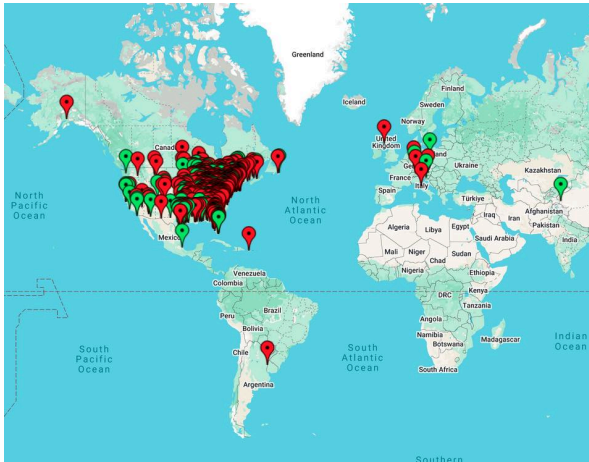 Greenland
Iceland
Finland
Sweden
Norway
Canad
United
Kingdom
land
Ge
Ukraine
Kazakhstan
France
Italy
North
Pacific
Ocean
North
Atlantic
Ocean
Spain
Türkiye
Iraq
Iran
Afghanistan
Pakistan
Algeria
Libya
Egypt
Saudi Arabia
India
Mexico
Mali
Niger
Chad
Sudan
Venezuela
Nigeria
Ethiopia
Colombia
Kenya
DRC
Tanzania
Peru
Brazil
Angola
Bolivia
Namibia
Botswana
Madagascar
South
Pacific
Ocean
Chile
South
Atlantic
Ocean
Indian
Ocean
South Africa
Argentina
Southern